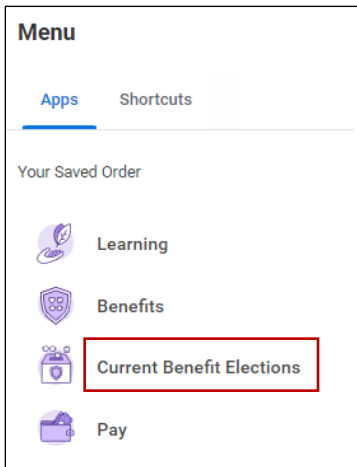 Menu
Apps Shortcuts
Your Saved Order
Learning
Benefits
Current Benefit Elections
Pay